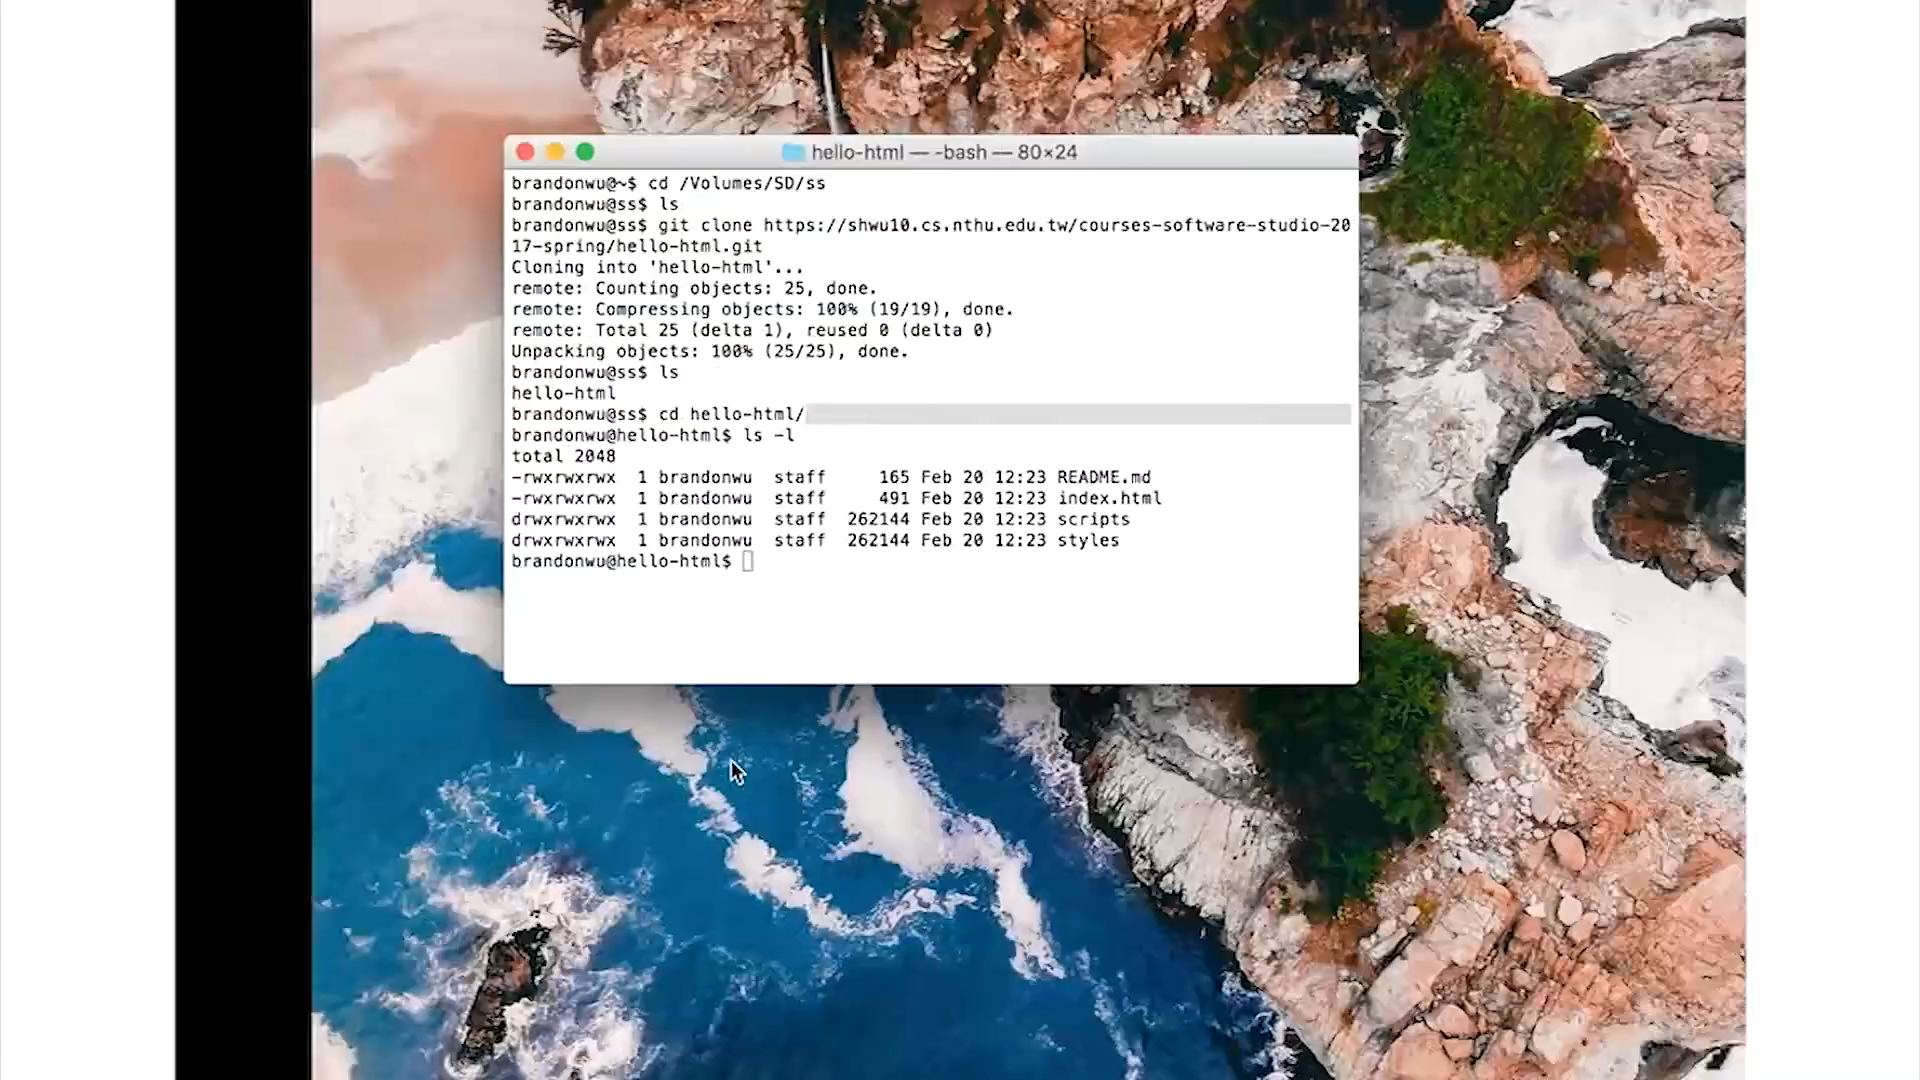 hello-html — -bash — 80×24
brandonwu@~$ cd /Volumes/SD/ss
brandonwu@ss$ ls
brandonwu@ss$ git clone https://shwu10.cs.nthu.edu.tw/courses-software-studio-20
17-spring/hello-html.git
Cloning into 'hello-html'...
remote: Counting objects: 25, done.
remote: Compressing objects: 100% (19/19), done.
remote: Total 25 (delta 1), reused 0 (delta 0)
Unpacking objects: 100% (25/25), done.
brandonwu@ss$ ls
hello-html
brandonwu@ss$ cd hello-html/
brandonwu@hello-html$ ls -l
total 2048
-rwxrwxrwx  1 brandonwu  staff     165 Feb 20 12:23 README.md
-rwxrwxrwx  1 brandonwu  staff     491 Feb 20 12:23 index.html
drwxrwxrwx  1 brandonwu  staff  262144 Feb 20 12:23 scripts
drwxrwxrwx  1 brandonwu  staff  262144 Feb 20 12:23 styles
brandonwu@hello-html$